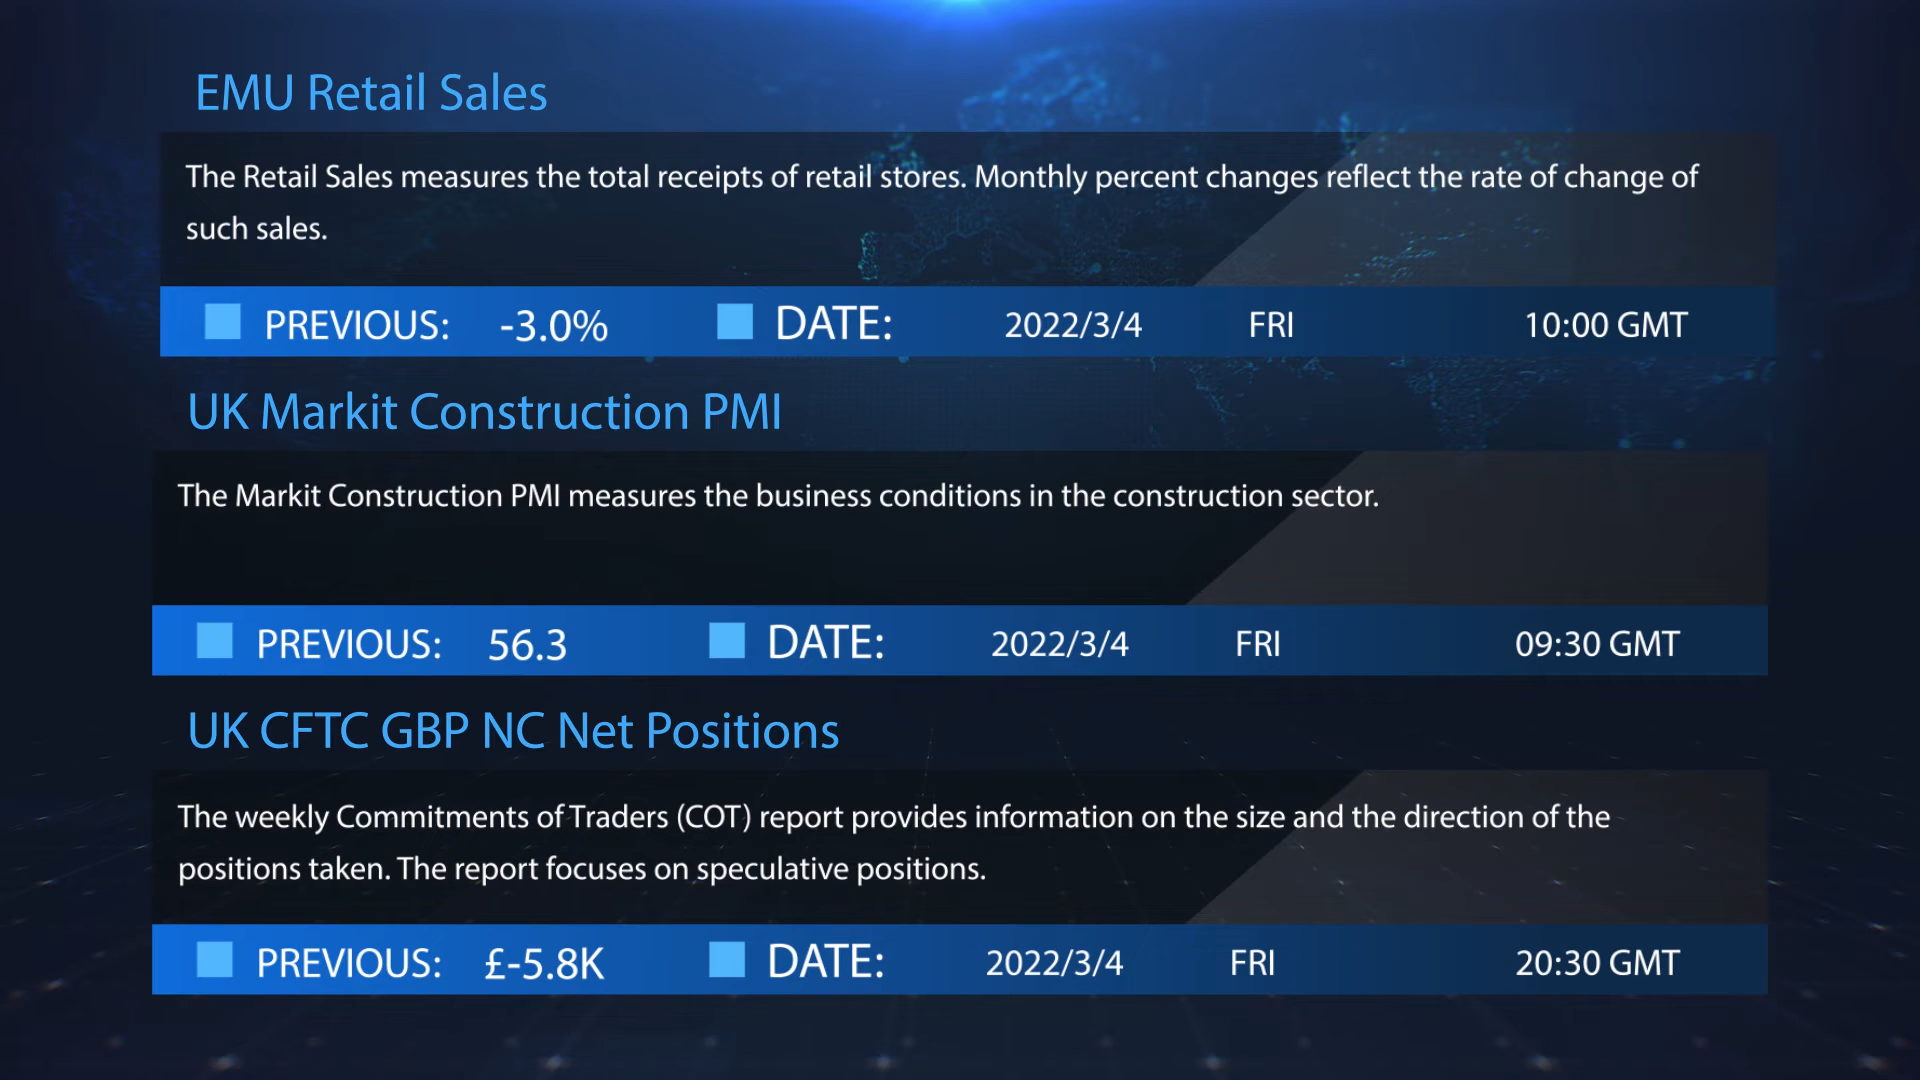 EMU Retail Sales
The Retail Sales measures the total receipts of retail stores. Monthly percent changes reflect the rate of change of
such sales.
PREVIOUS: -3.0% DATE: 2022/3/4 FRI 10:00 GMT
UK Markit Construction PMI
The Markit Construction PMI measures the business conditions in the construction sector.
PREVIOUS: 56.3 DATE: 2022/3/4 FRI 09:30 GMT
UK CFTC GBP NC Net Positions
The weekly Commitments of Traders (COT) report provides information on the size and the direction of the
positions taken. The report focuses on speculative positions.
PREVIOUS: £-5.8K DATE: 2022/3/4 FRI 20:30 GMT